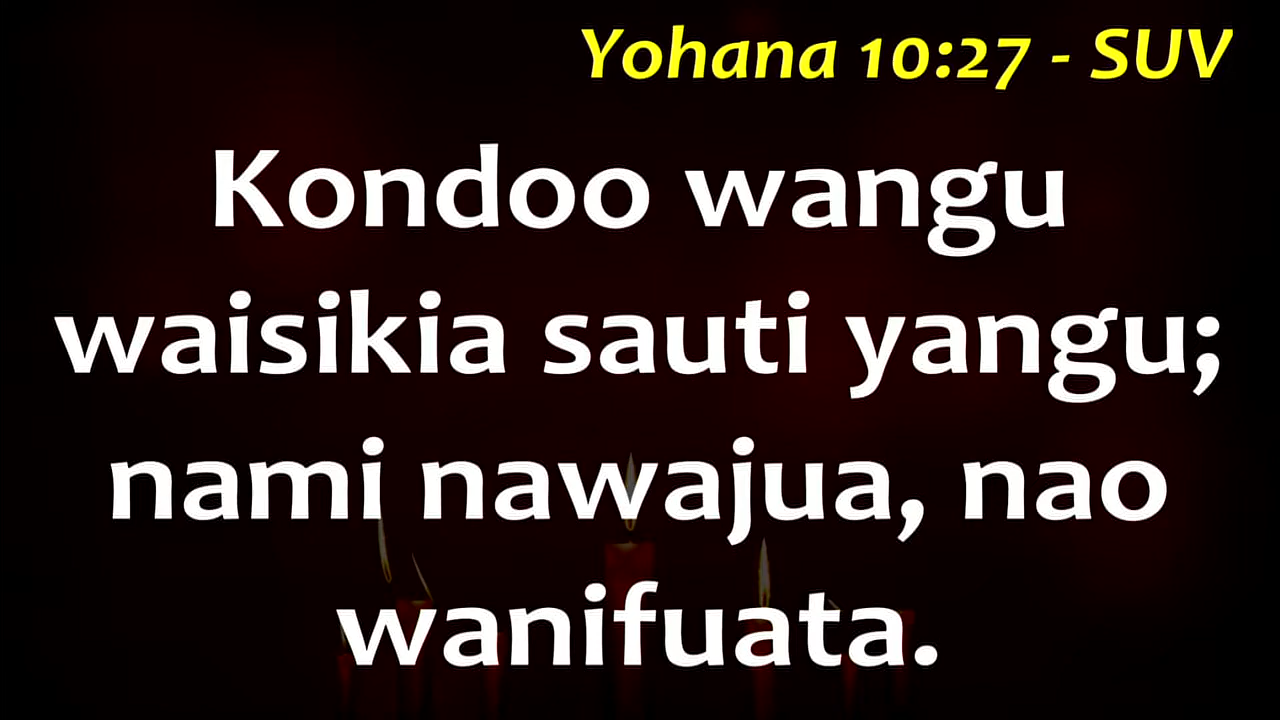 Yohana 10:27 - SUV
Kondoo wangu
waisikia sauti yangu;
nami nawajua, nao
wanifuata.